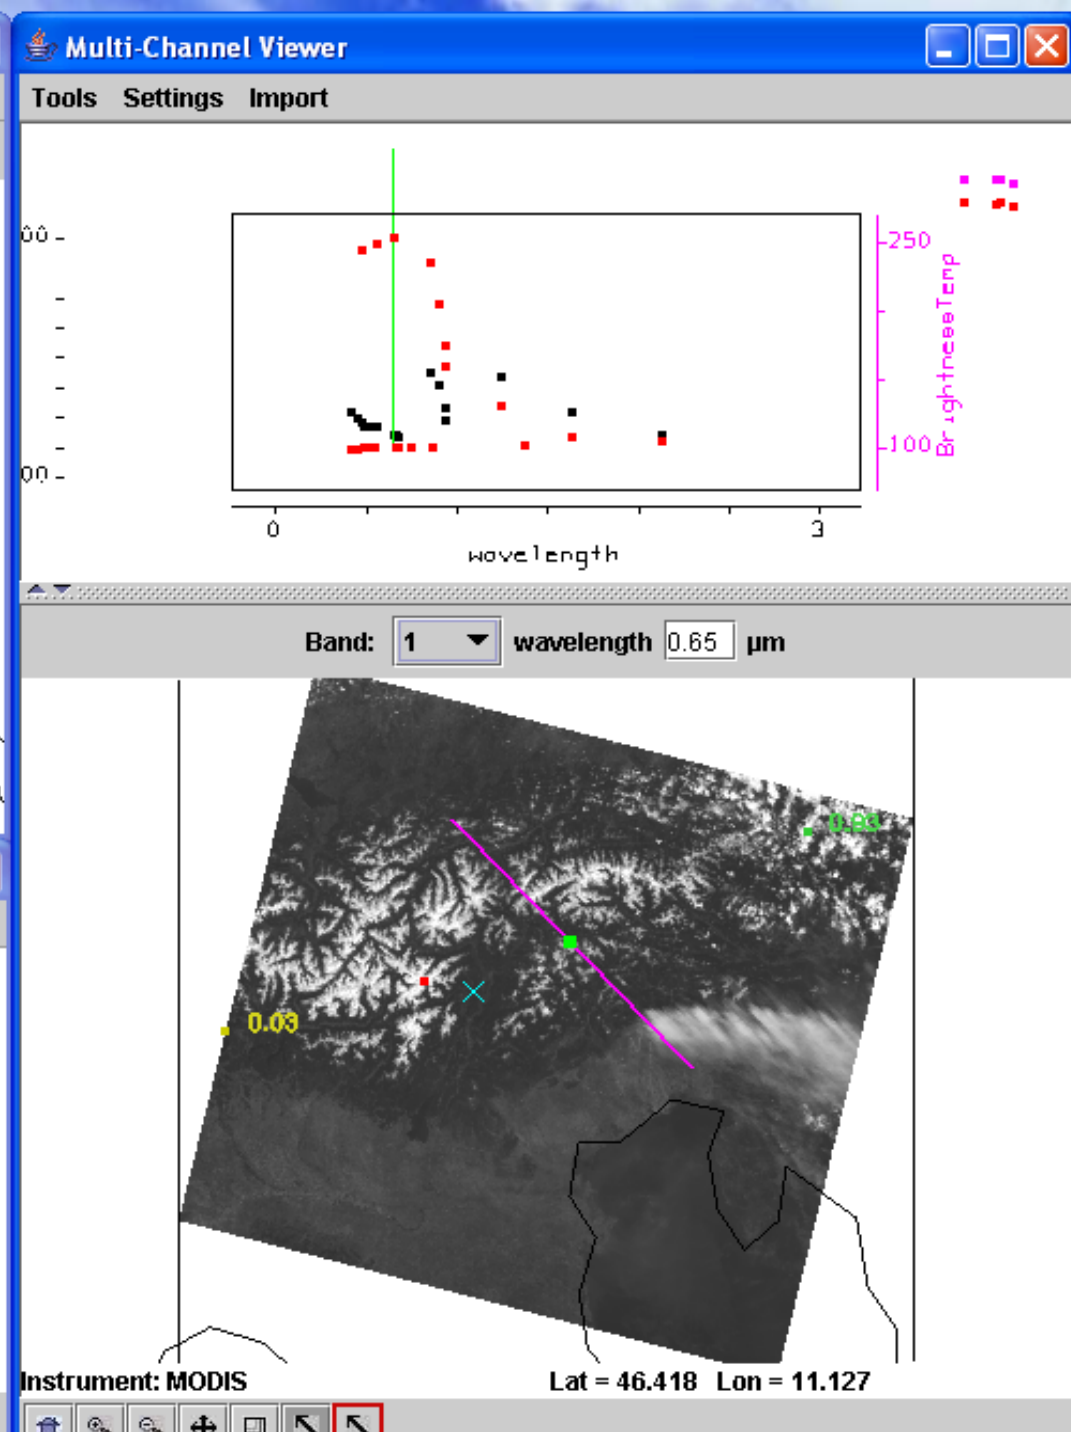 Multi-Channel Viewer
Tools Settings Import
250
BrightnessTemp
100
0 3
wavelength
Band: 1 wavelength 0.65 µm
0.93
0.03
Instrument: MODIS Lat = 46.418 Lon = 11.127